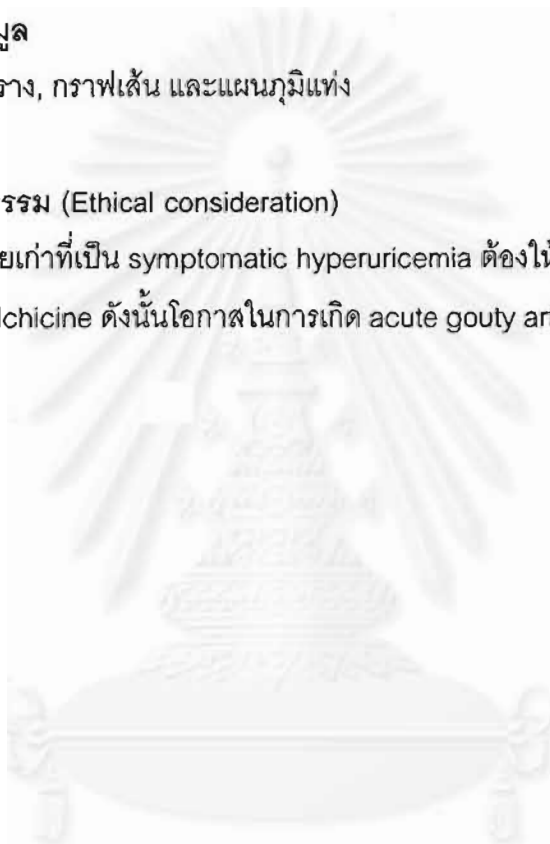 มูล
ราง, กราฟเส้น และแผนภูมิแท่ง
รรม (Ethical consideration)
ยเก่าที่เป็น symptomatic hyperuricemia ต้องให้
lchicine ดังนั้นโอกาสในการเกิด acute gouty ar